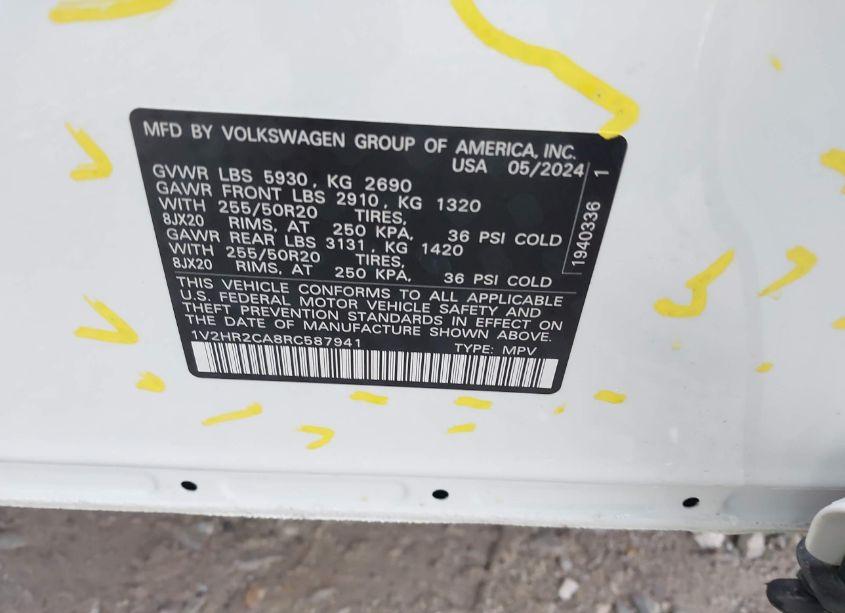 MFD BY VOLKSWAGEN GROUP OF AMERICA, INC.
USA 05/2024
GVWR LBS 5930, KG 2690
GAWR FRONT LBS 2910, KG 1320
WITH 255/50R20 TIRES,
8JX20 RIMS, AT 250 KPA, 36 PSI COLD
GAWR REAR LBS 3131, KG 1420
WITH 255/50R20 TIRES,
8JX20 RIMS, AT 250 KPA, 36 PSI COLD
THIS VEHICLE CONFORMS TO ALL APPLICABLE
U.S. FEDERAL MOTOR VEHICLE SAFETY AND
THEFT PREVENTION STANDARDS IN EFFECT ON
THE DATE OF MANUFACTURE SHOWN ABOVE.
1V2HR2CA8RC587941 TYPE: MPV
1940336 1